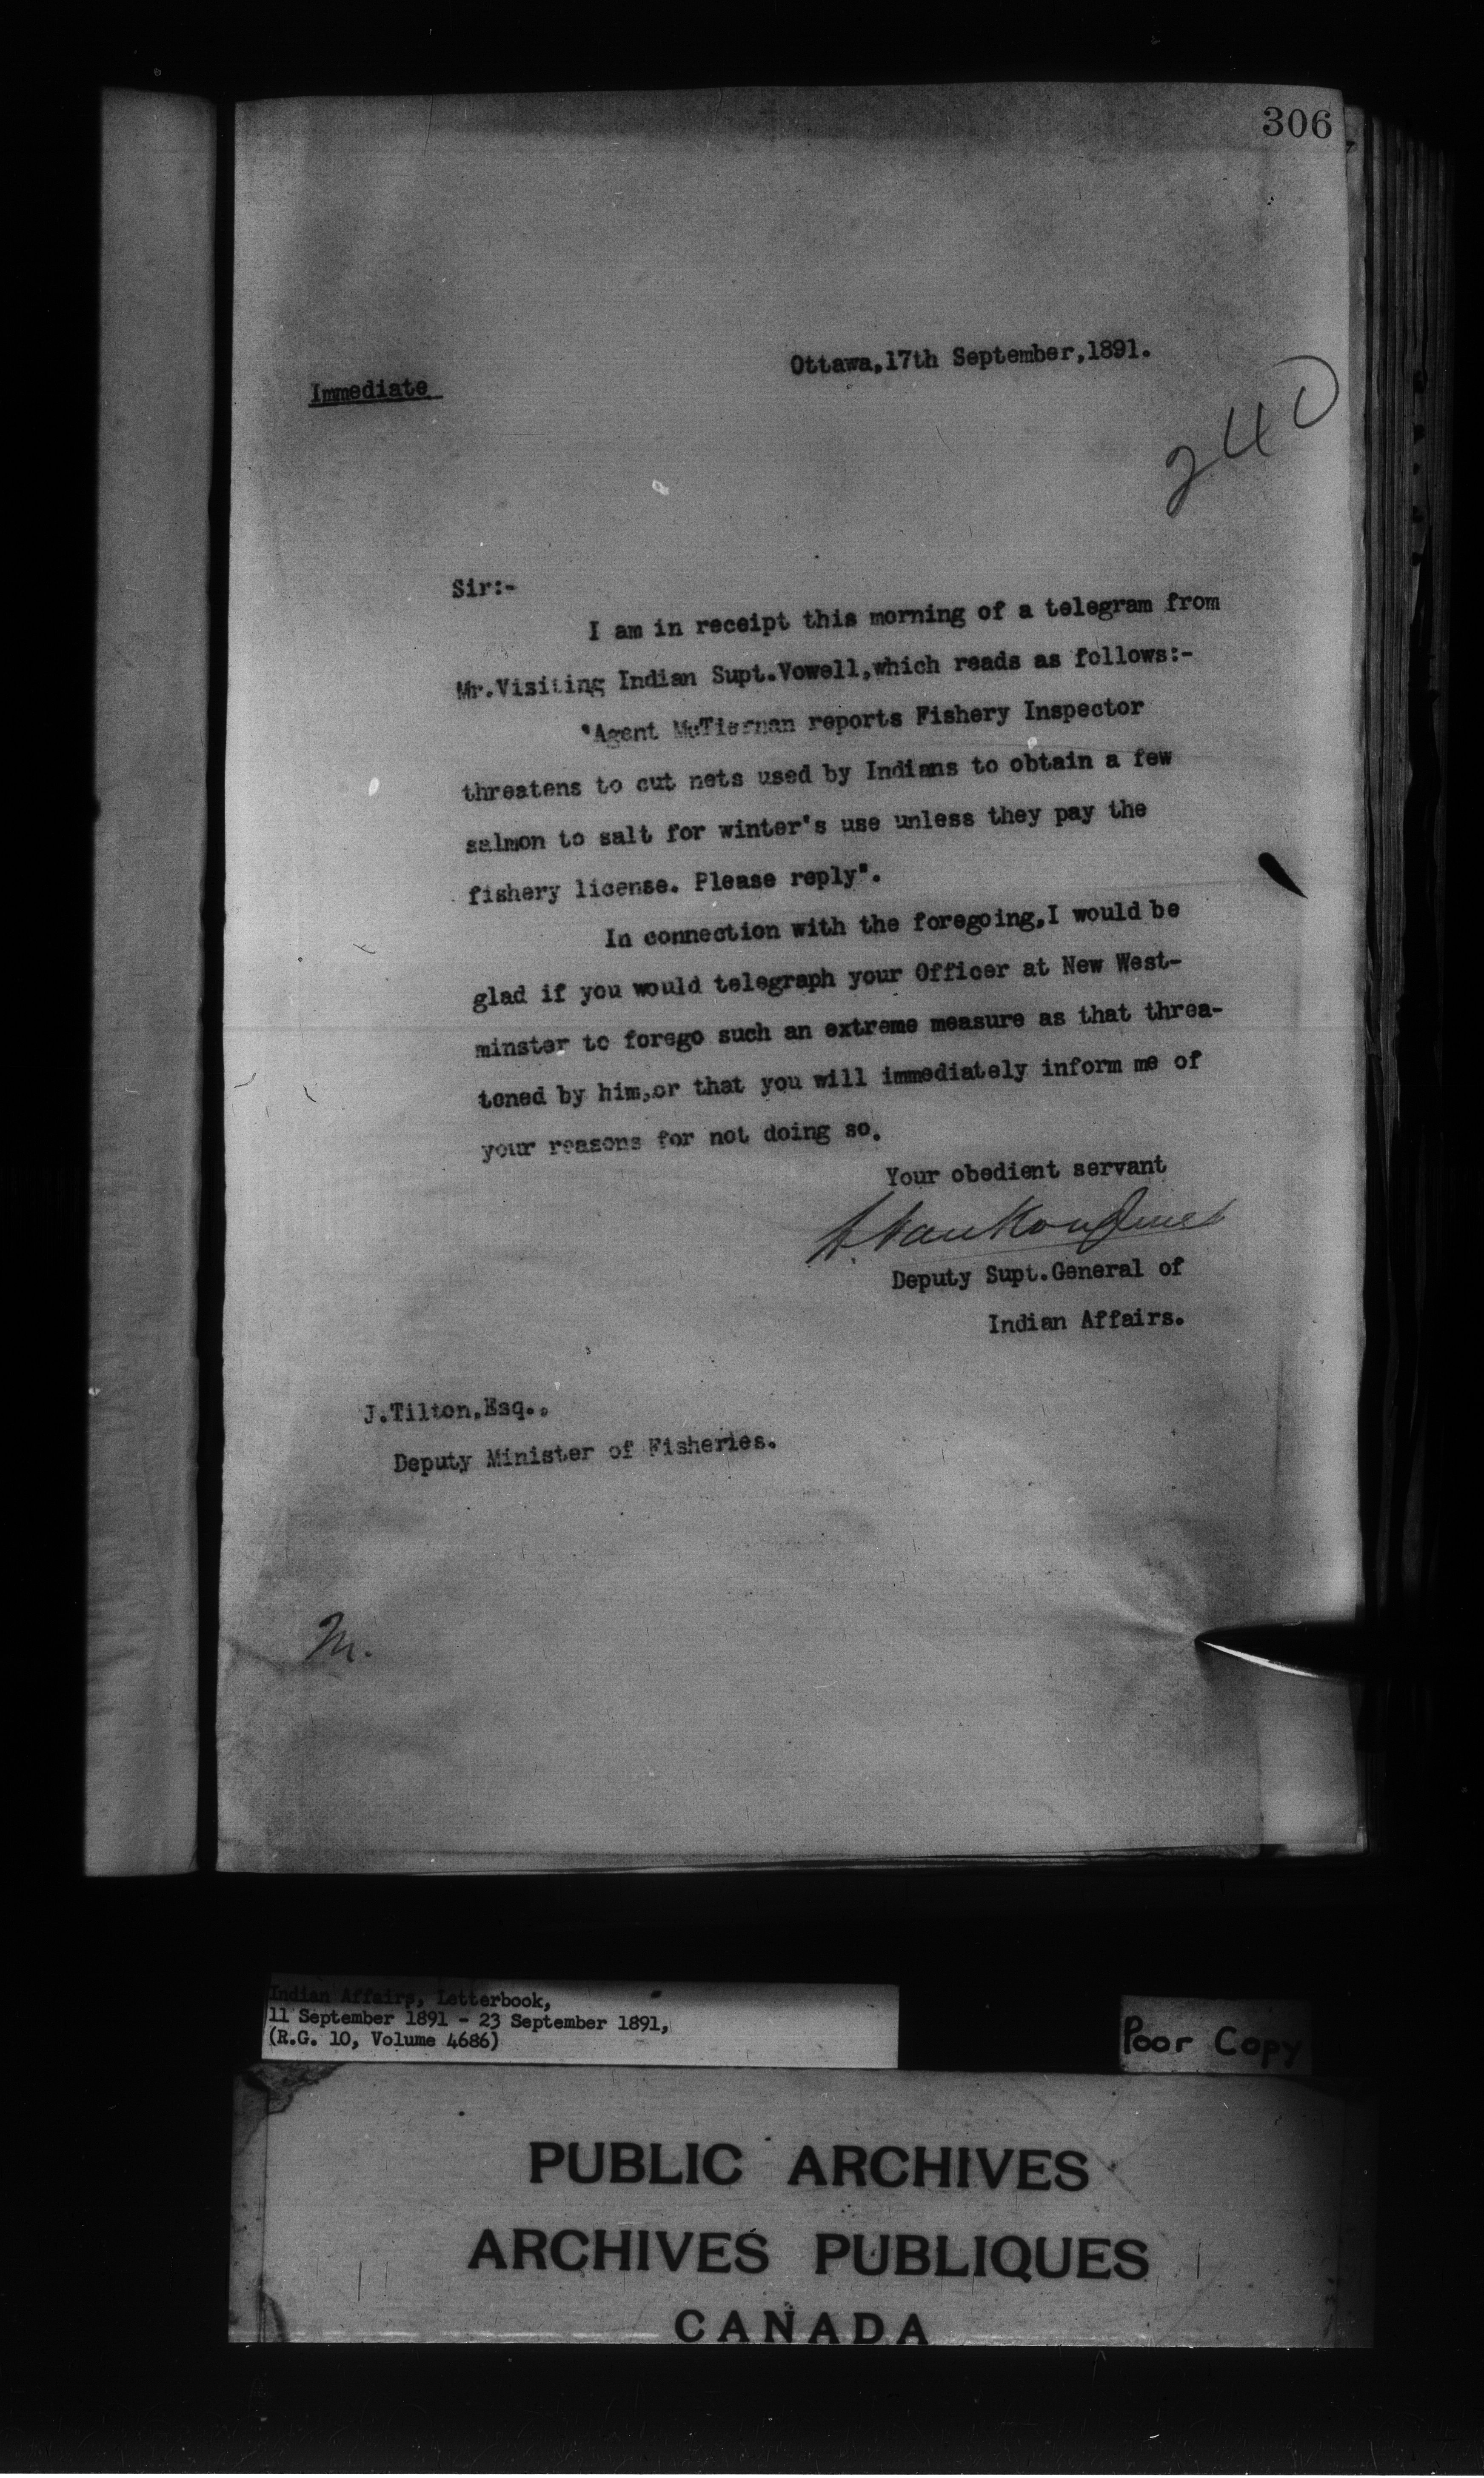 306
Ottawa,17th September,1891.
Immediate
240
Sir:-
I am in receipt this morning of a telegram from
Mr.Visiting Indian Supt.Vowell,which reads as follows:-
"Agent McTiernan reports Fishery Inspector
threatens to cut nets used by Indians to obtain a few
salmon to salt for winter's use unless they pay the
fishery license. Please reply".
In connection with the foregoing,I would be
glad if you would telegraph your Officer at New West-
minster to forego such an extreme measure as that threa-
tened by him,or that you will immediately inform me of
your reasons for not doing so.
Your obedient servant
L. VanKoughnet
Deputy Supt.General of
Indian Affairs.
J.Tilton,Esq.,
Deputy Minister of Fisheries.
M.
Indian Affairs, Letterbook,
11 September 1891 - 23 September 1891,
(R.G. 10, Volume 4686)
Poor Copy
PUBLIC ARCHIVES
ARCHIVES PUBLIQUES
CANADA